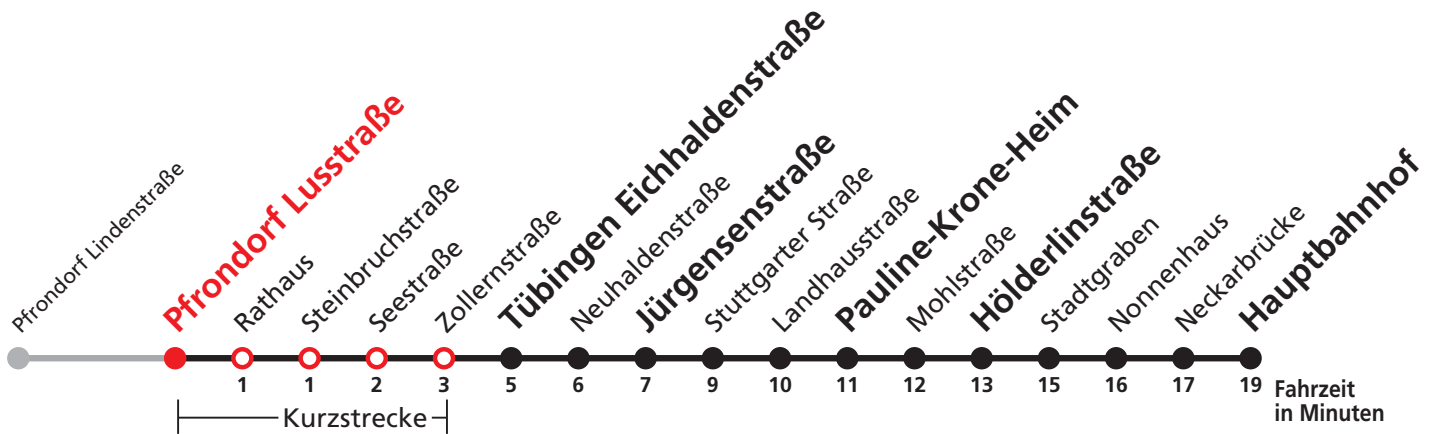 Pfrondorf Lindenstraße
Pfrondorf Lusstraße
Rathaus
Steinbruchstraße
Seestraße
Zollernstraße
Tübingen Eichhaldenstraße
Neuhaldenstraße
Jürgensenstraße
Stuttgarter Straße
Landhausstraße
Pauline-Krone-Heim
Mohlstraße
Hölderlinstraße
Stadtgraben
Nonnenhaus
Neckarbrücke
Hauptbahnhof
1 1 2 3 5 6 7 9 10 11 12 13 15 16 17 19 Fahrzeit
in Minuten
Kurzstrecke